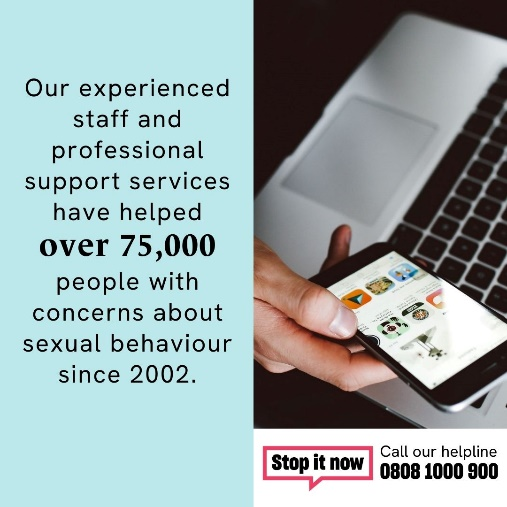 Our experienced
staff and
professional
support services
have helped
over 75,000
people with
concerns about
sexual behaviour
since 2002.
Stop it now
Call our helpline
0808 1000 900